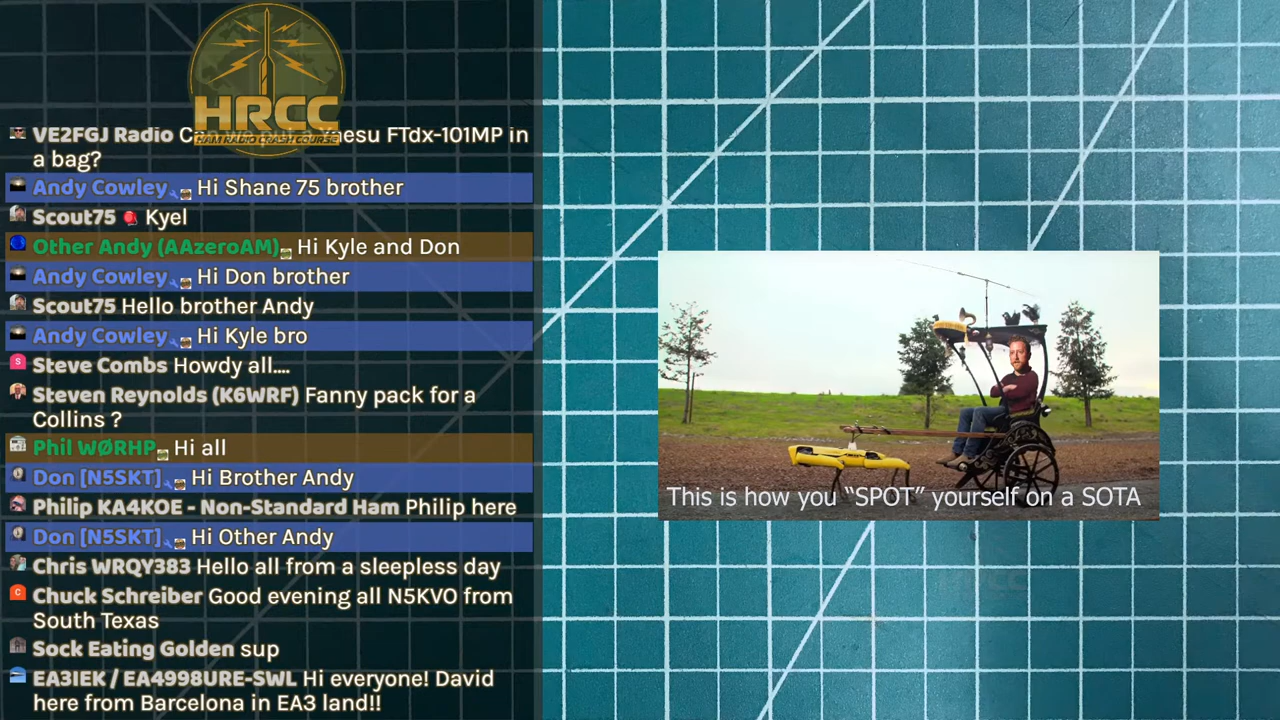 HRCC
HAM RADIO CRASH COURSE
VE2FGJ Radio Can we put a Yaesu FTdx-101MP in
a bag?
Andy Cowley Hi Shane 75 brother
Scout75 Kyel
Other Andy (AAzeroAM) Hi Kyle and Don
Andy Cowley Hi Don brother
Scout75 Hello brother Andy
Andy Cowley Hi Kyle bro
Steve Combs Howdy all....
Steven Reynolds (K6WRF) Fanny pack for a
Collins ?
Phil WØRHP Hi all
Don [N5SKT] Hi Brother Andy
Philip KA4KOE - Non-Standard Ham Philip here
Don [N5SKT] Hi Other Andy
Chris WRQY383 Hello all from a sleepless day
Chuck Schreiber Good evening all N5KVO from
South Texas
Sock Eating Golden sup
EA3IEK / EA4998URE-SWL Hi everyone! David
here from Barcelona in EA3 land!!
This is how you “SPOT” yourself on a SOTA
HRCC